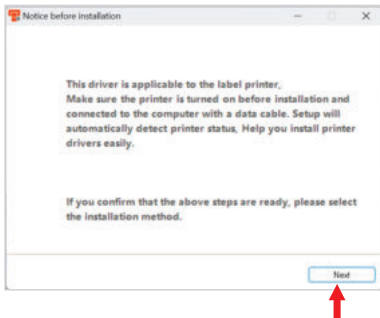 Notice before installation
This driver is applicable to the label printer,
Make sure the printer is turned on before installation and
connected to the computer with a data cable. Setup will
automatically detect printer status, Help you install printer
drivers easily.
If you confirm that the above steps are ready, please select
the installation method.
Next